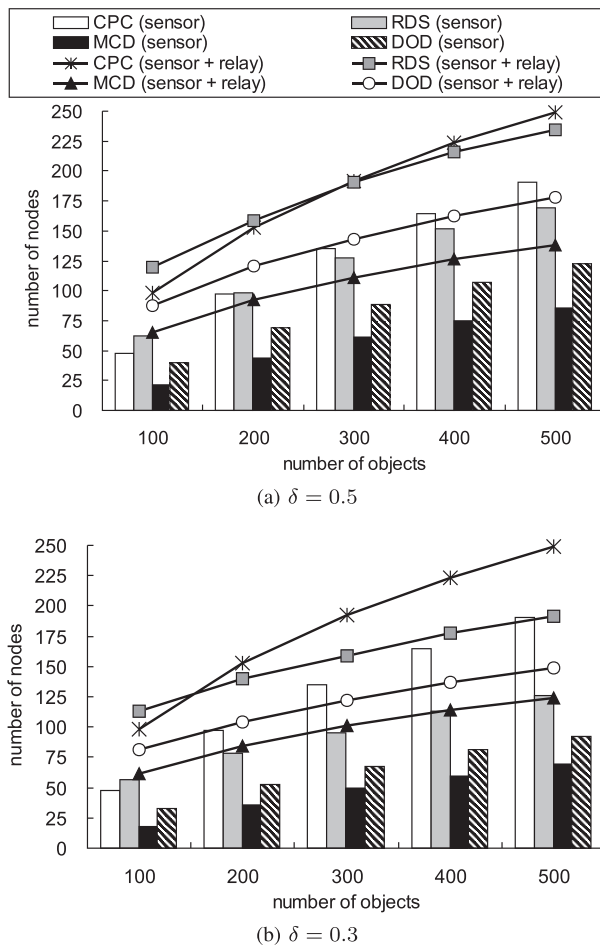 CPC (sensor) RDS (sensor)
MCD (sensor) DOD (sensor)
CPC (sensor + relay) RDS (sensor + relay)
MCD (sensor + relay) DOD (sensor + relay)
250
225
200
175
150
125
100
75
50
25
0
number of nodes
100 200 300 400 500
number of objects
(a) δ = 0.5
250
225
200
175
150
125
100
75
50
25
0
number of nodes
100 200 300 400 500
number of objects
(b) δ = 0.3